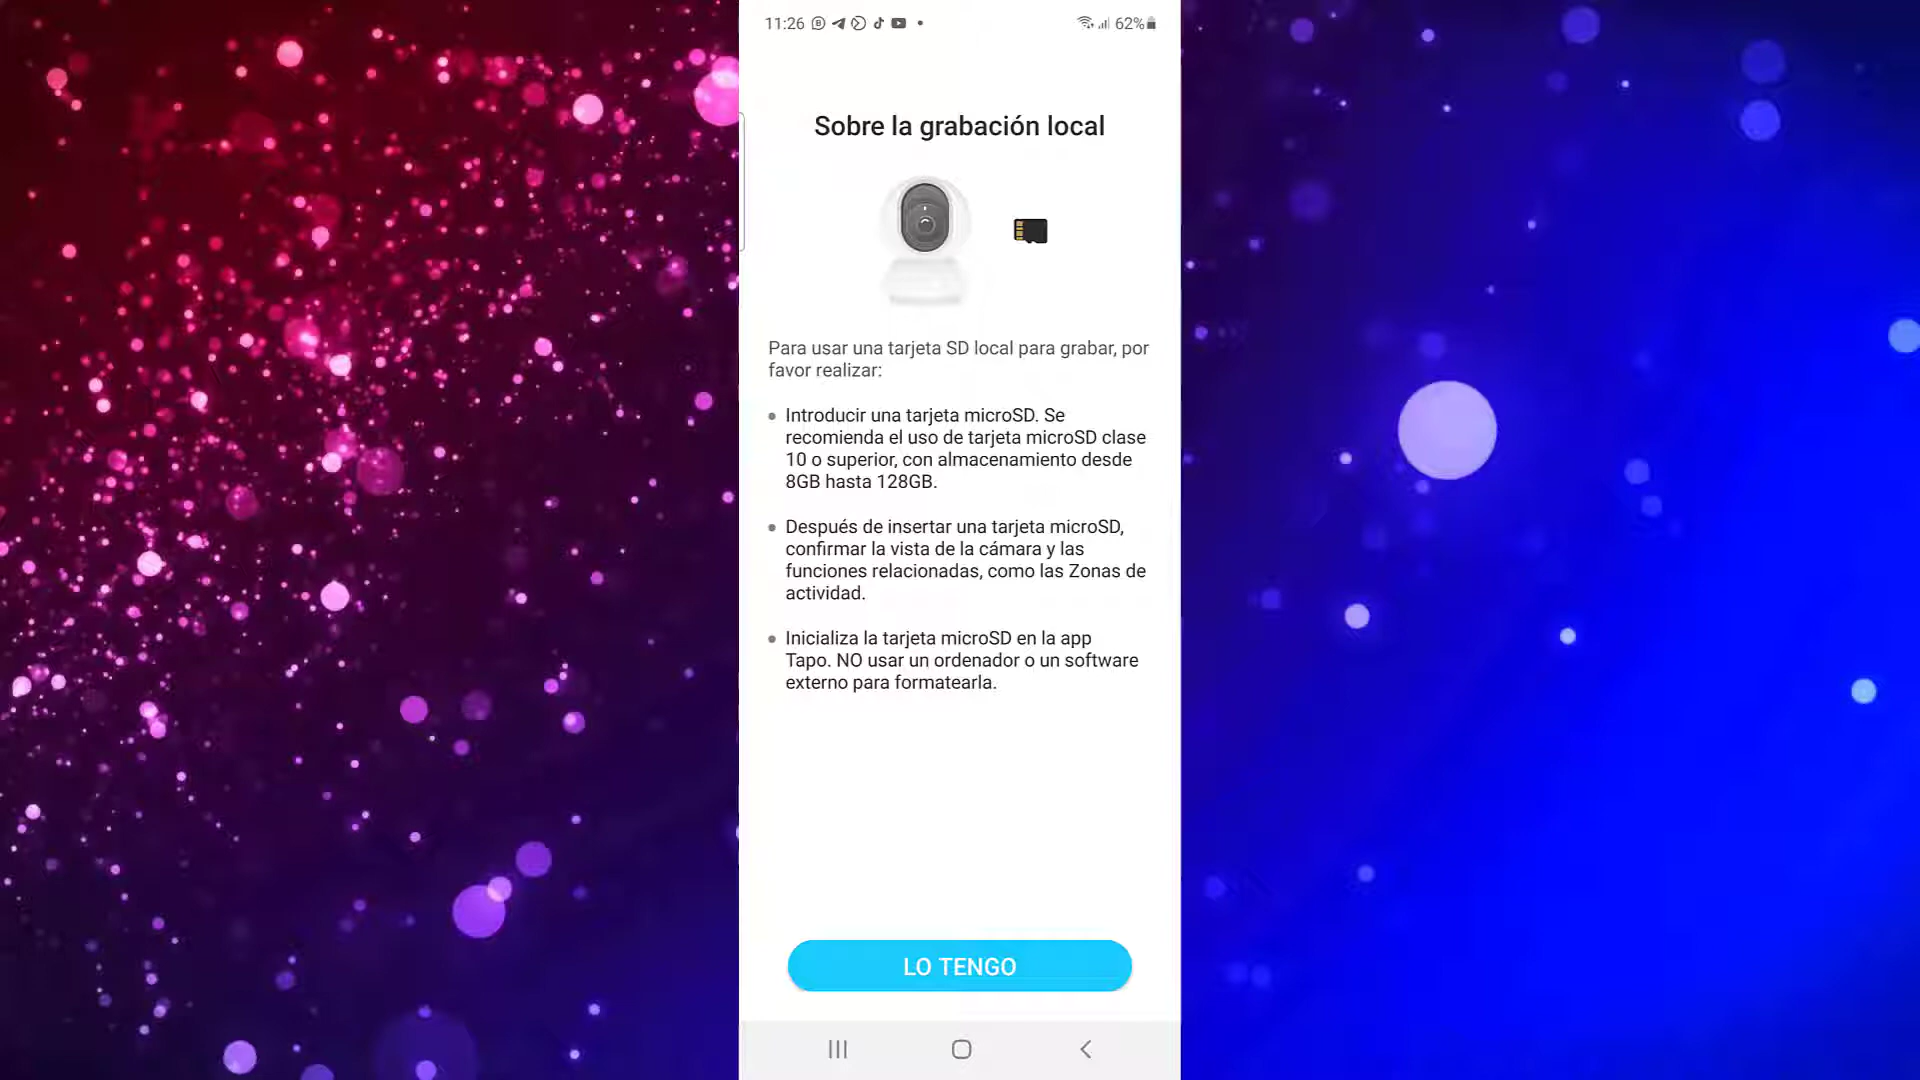 11:26
62%
Sobre la grabación local
Para usar una tarjeta SD local para grabar, por
favor realizar:
Introducir una tarjeta microSD. Se
recomienda el uso de tarjeta microSD clase
10 o superior, con almacenamiento desde
8GB hasta 128GB.
Después de insertar una tarjeta microSD,
confirmar la vista de la cámara y las
funciones relacionadas, como las Zonas de
actividad.
Inicializa la tarjeta microSD en la app
Tapo. NO usar un ordenador o un software
externo para formatearla.
LO TENGO